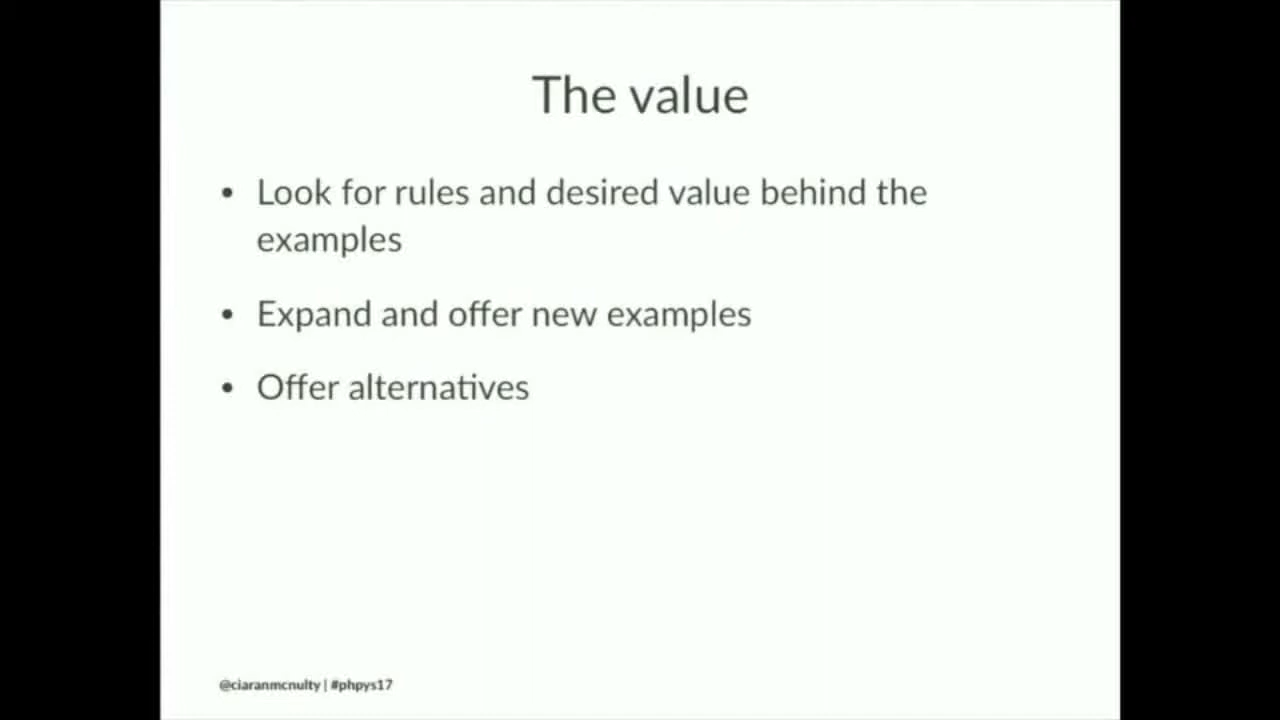 The value
• Look for rules and desired value behind the
examples
• Expand and offer new examples
• Offer alternatives
@ciaranmcnulty | #phpys17